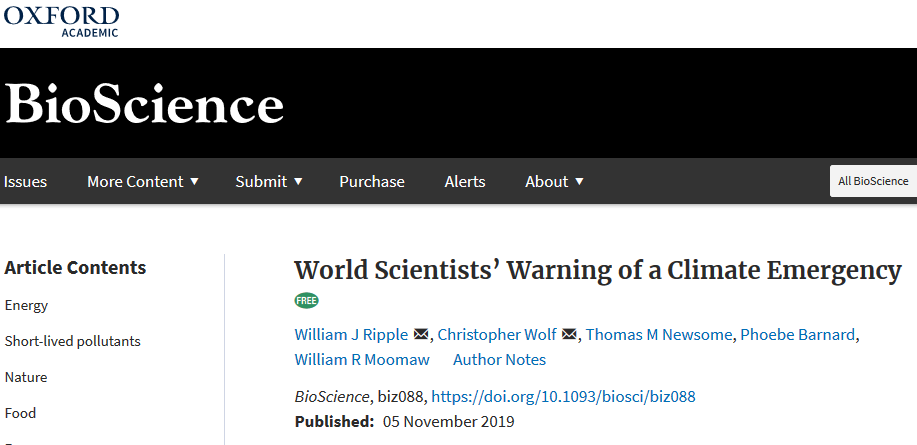 OXFORD
ACADEMIC
BioScience
Issues More Content ▼ Submit ▼ Purchase Alerts About ▼ All BioScience
Article Contents
Energy
Short-lived pollutants
Nature
Food
World Scientists’ Warning of a Climate Emergency
FREE
William J Ripple, Christopher Wolf, Thomas M Newsome, Phoebe Barnard,
William R Moomaw Author Notes
BioScience, biz088, https://doi.org/10.1093/biosci/biz088
Published: 05 November 2019